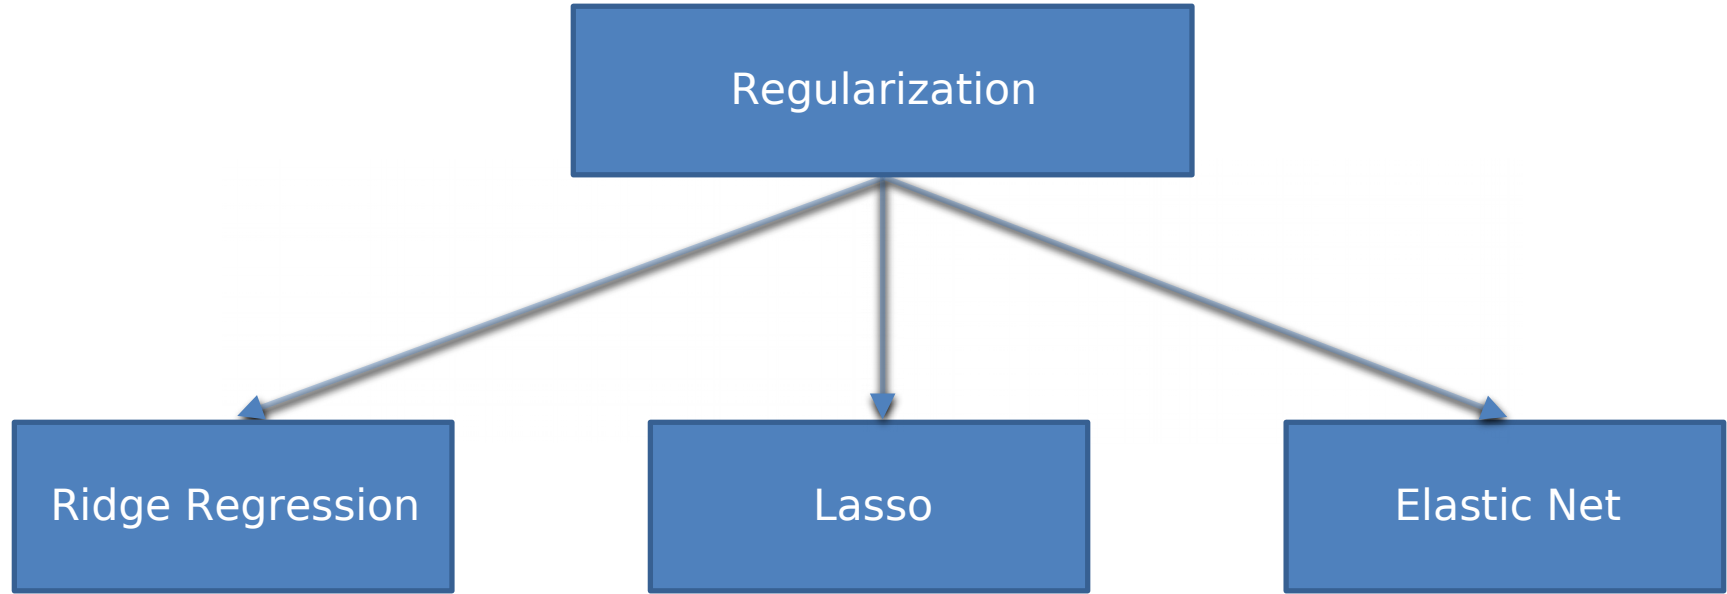 Regularization
Ridge Regression
Lasso
Elastic Net